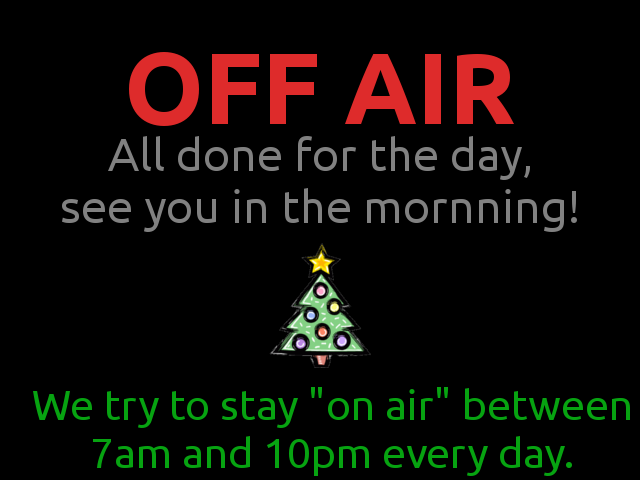 OFF AIR
All done for the day,
see you in the mornning!
We try to stay "on air" between
7am and 10pm every day.